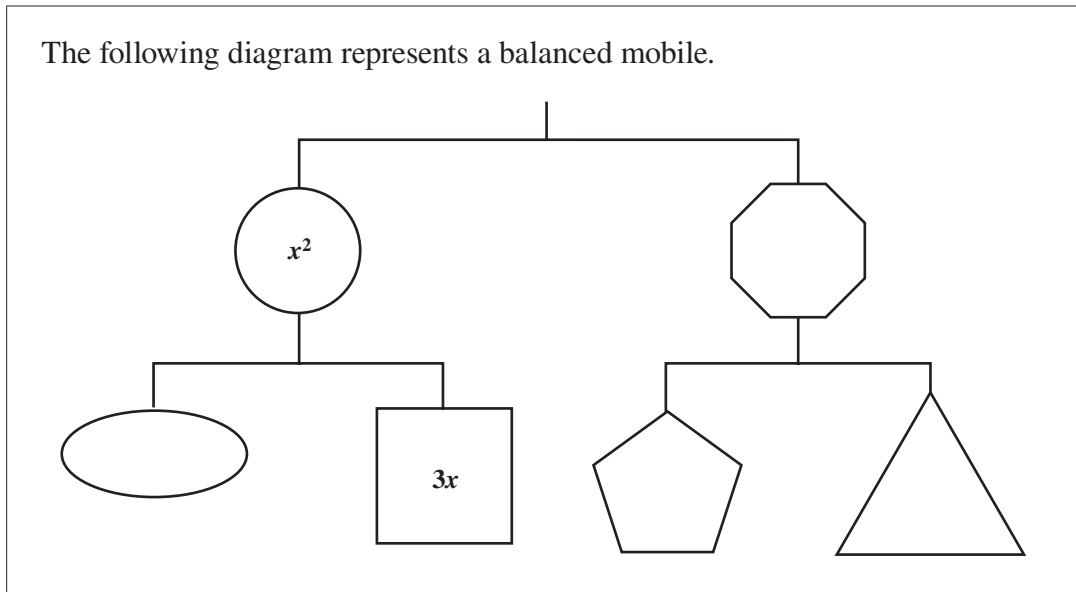 The following diagram represents a balanced mobile.
x²
3x